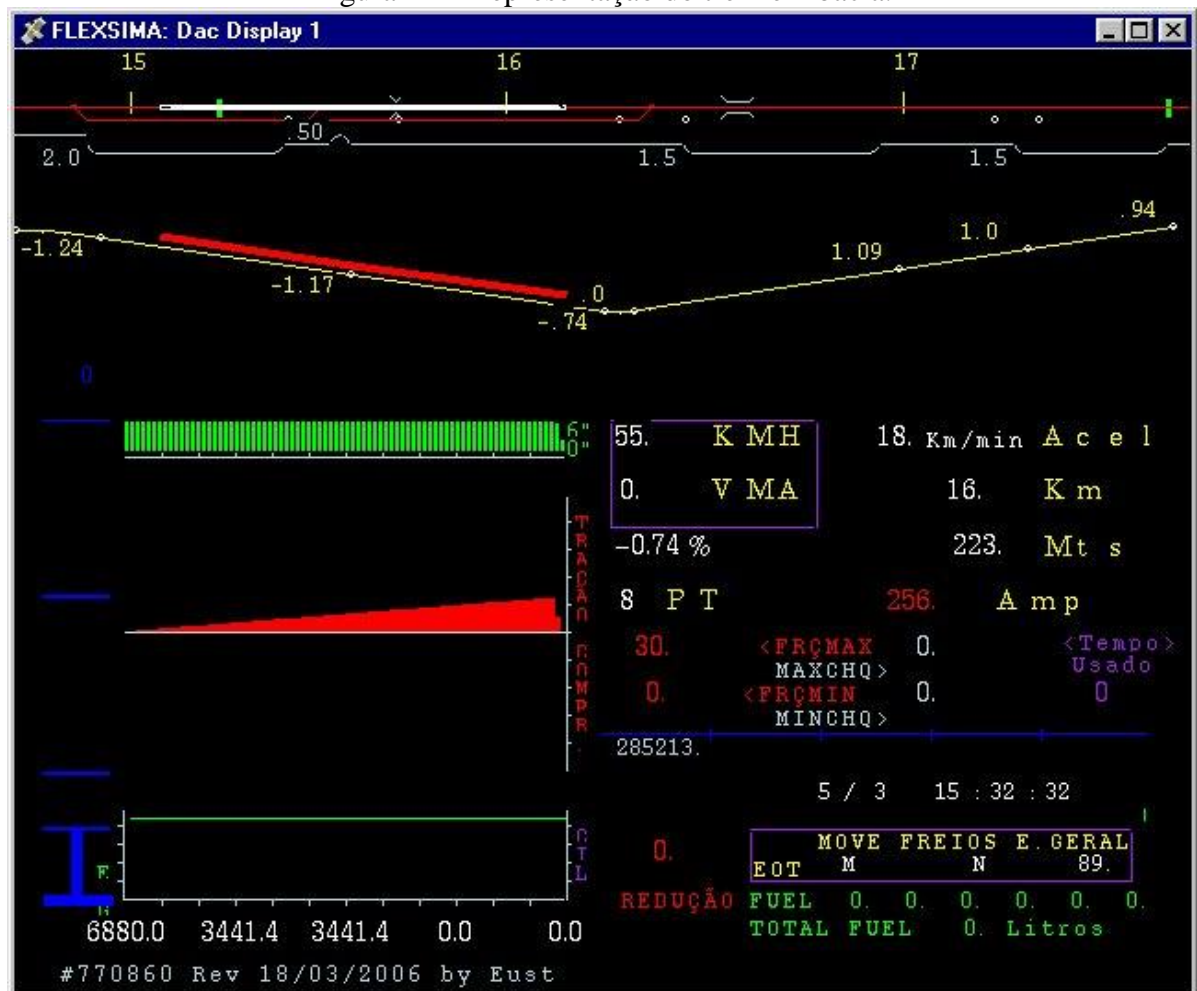 FLEXSIMA: Dac Display 1
15 16 17
.50
2.0 1.5 1.5
.94
1.0
-1.24 1.09
-1.17
.0
-.74
0
6"
0"
55. KMH 18. Km/min Acel
0. VMA 16. Km
-0.74 % 223. Mts
8 PT 256. Amp
TRAÇÃO COMPR.
30. <FRÇMAX 0. <Tempo>
MAXCHQ> Usado
0. <FRÇMIN 0. 0
MINCHQ>
285213.
5 / 3 15 : 32 : 32
CTL
0. MOVE FREIOS E.GERAL
EOT M N 89.
REDUÇÃO FUEL 0. 0. 0. 0. 0. 0.
TOTAL FUEL 0. Litros
6880.0 3441.4 3441.4 0.0 0.0
#770860 Rev 18/03/2006 by Eust